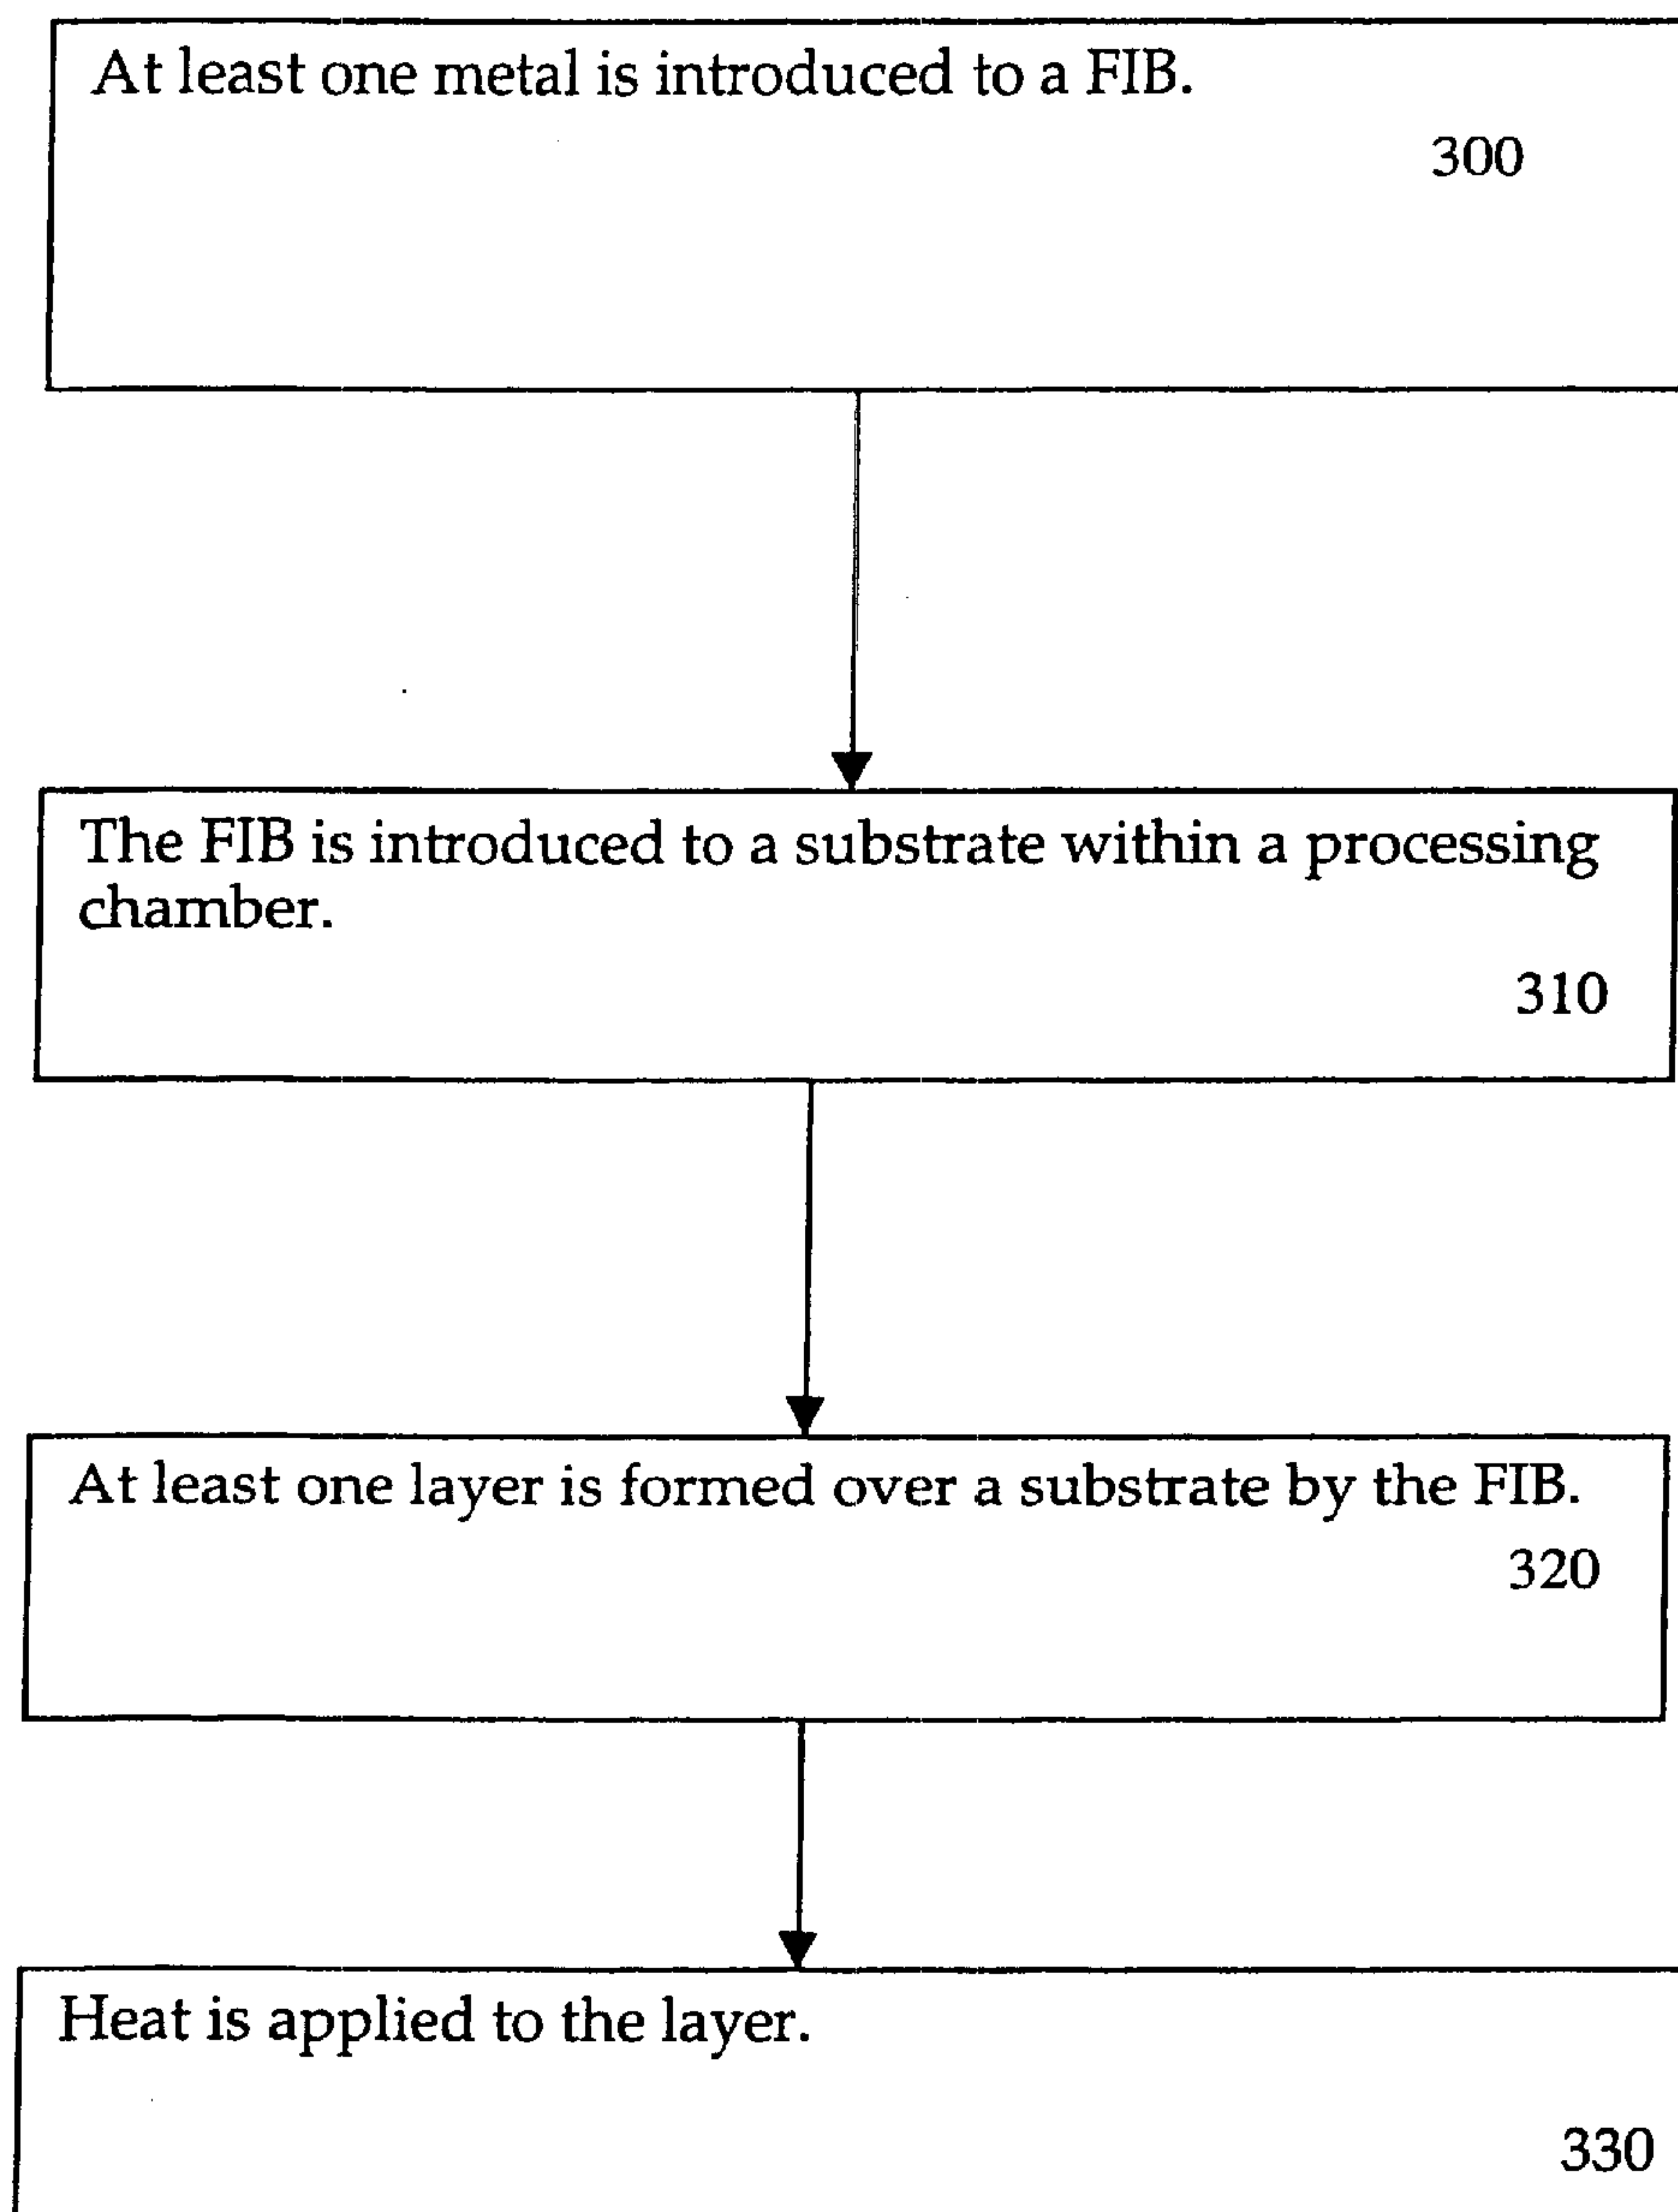 At least one metal is introduced to a FIB.
300
The FIB is introduced to a substrate within a processing
chamber.
310
At least one layer is formed over a substrate by the FIB.
320
Heat is applied to the layer.
330